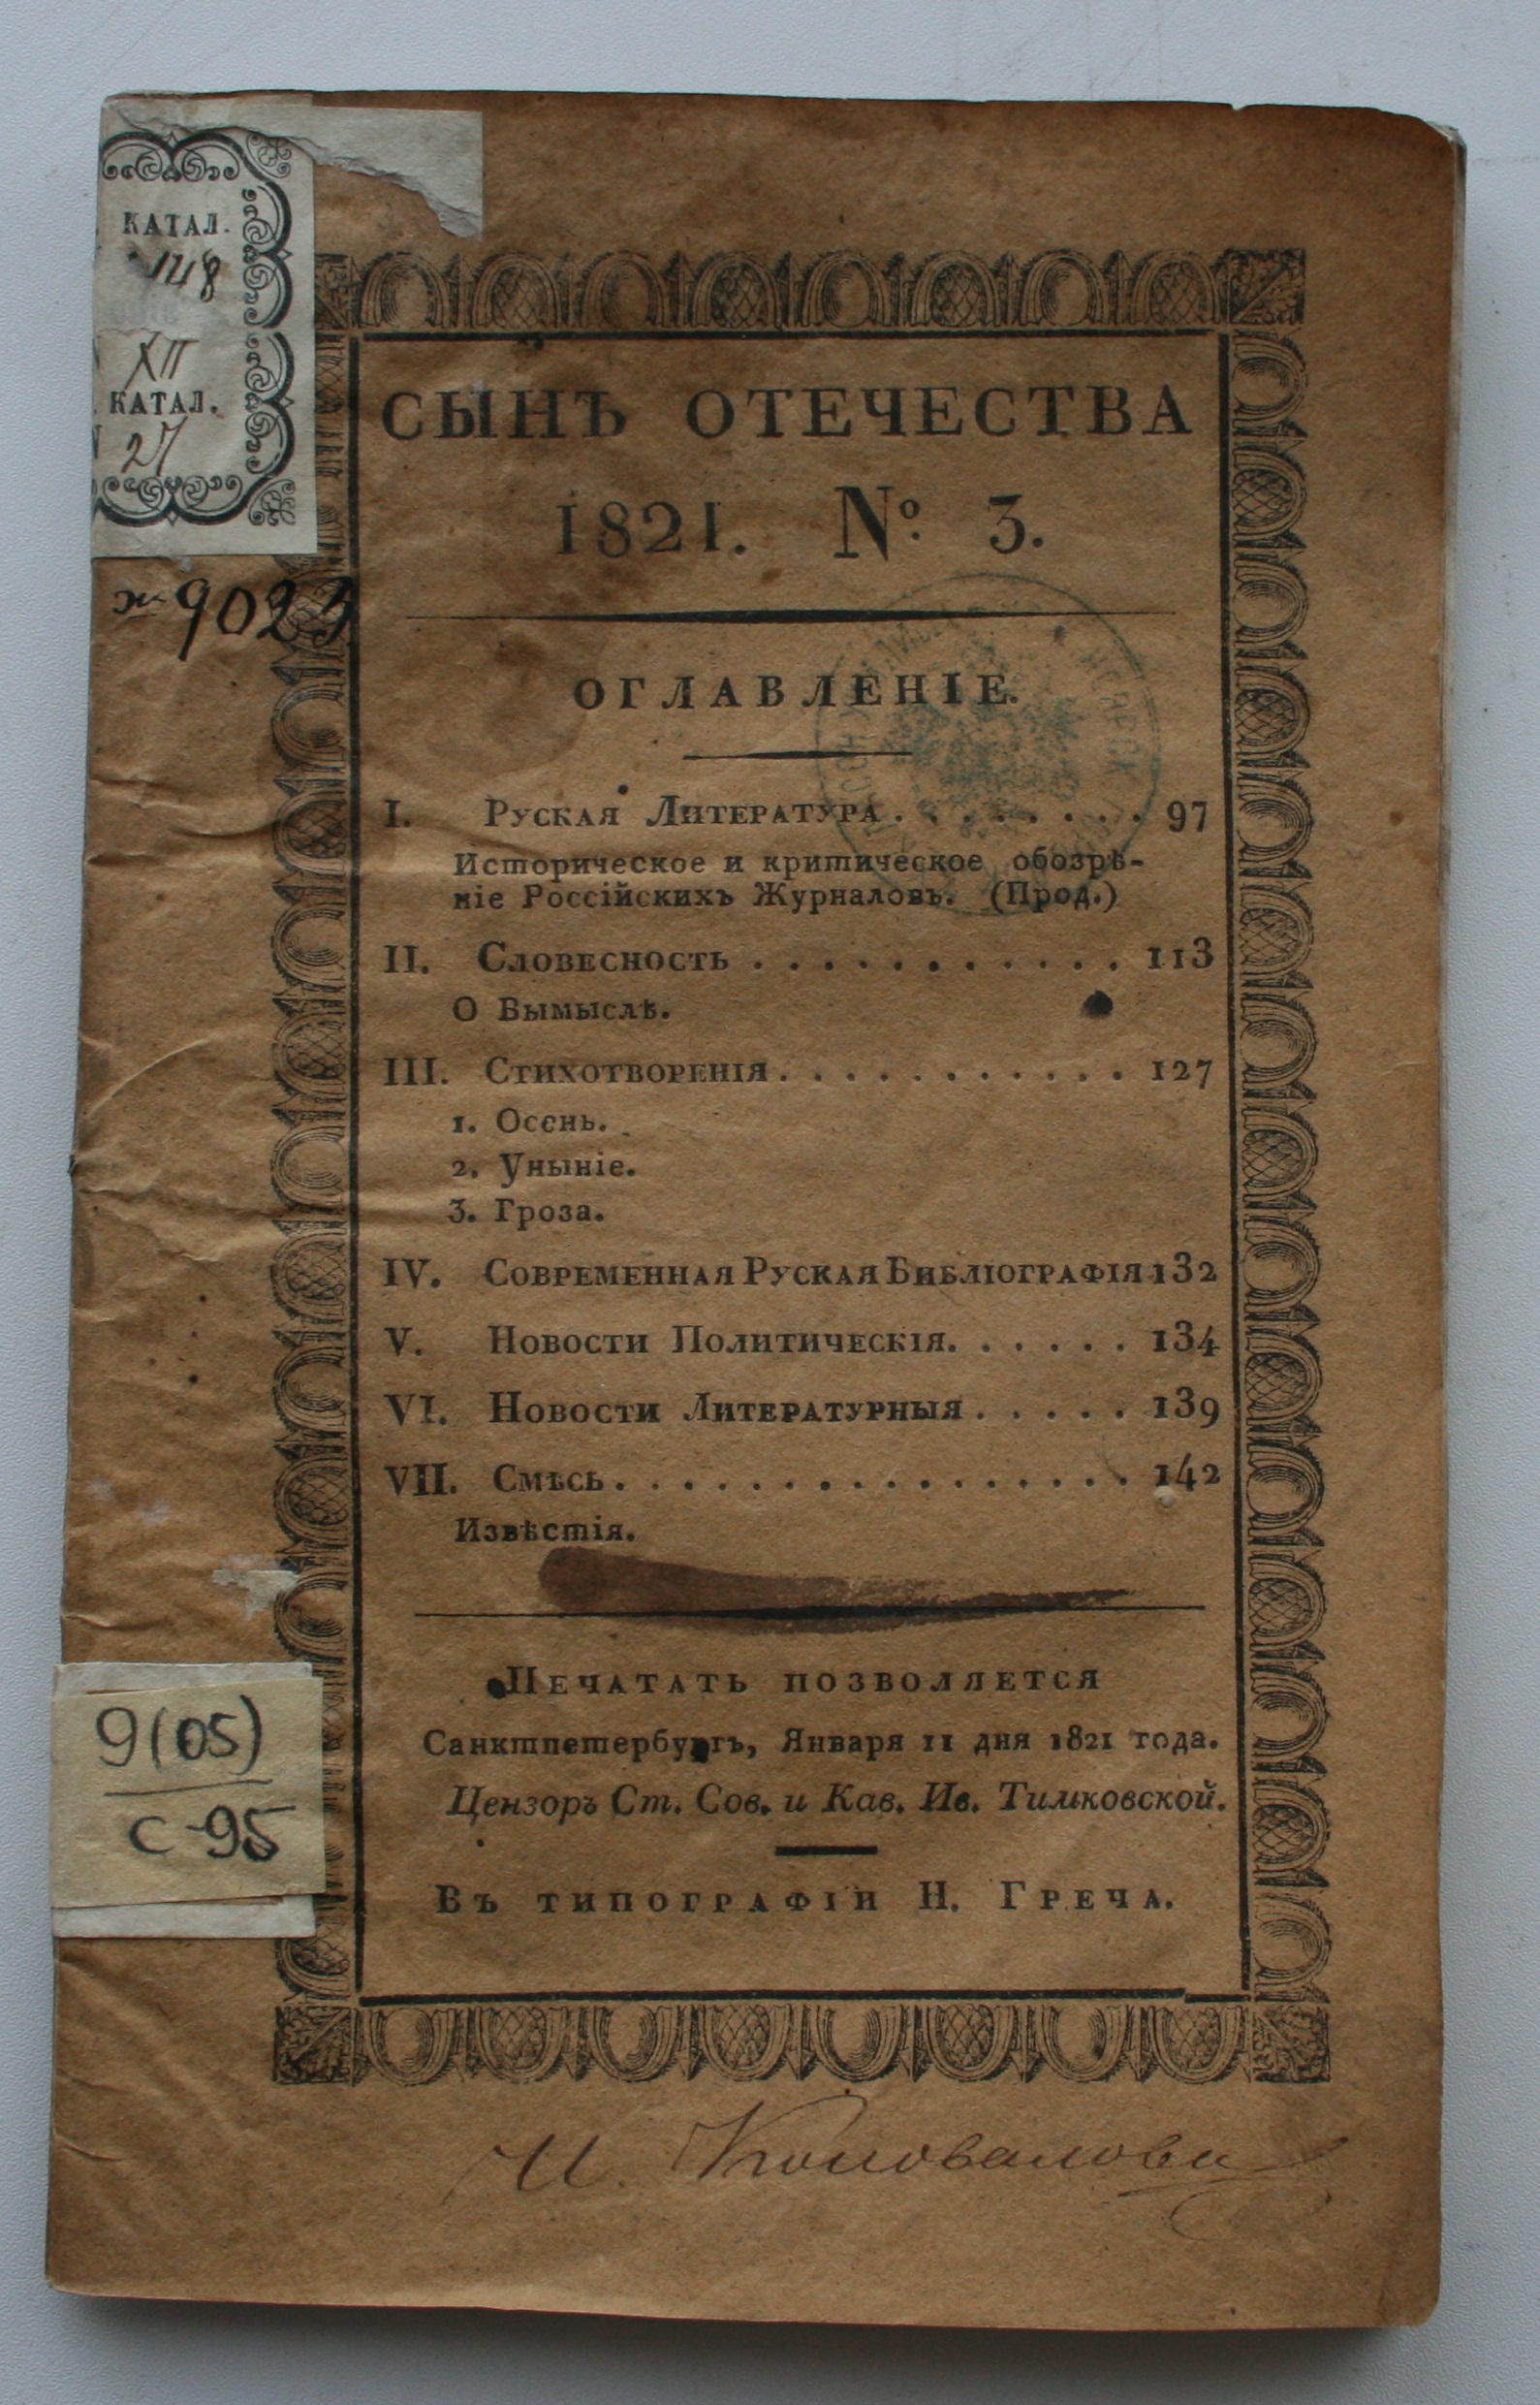 КАТАЛ.
148
XII
КАТАЛ.
27
9023
СЫНЪ ОТЕЧЕСТВА
1821. № 3.
ОГЛАВЛЕНІЕ.
I. Руская Литература . . . . . . . . 97
Историческое и критическое обозрѣ-
ніе Россійскихъ Журналовъ. (Прод.)
II. Словесность . . . . . . . . . . . 113
О Вымыслѣ.
III. Стихотворенія . . . . . . . . . . . 127
1. Осень.
2. Уныніе.
3. Гроза.
IV. Современная Руская Библіографія 132
V. Новости Политическія. . . . . . 134
VI. Новости Литературныя . . . . . 139
VII. Смѣсь . . . . . . . . . . . . . . . . 142
Извѣстія.
Печатать позволяется
Санктпетербургъ, Января 11 дня 1821 года.
Цензоръ Ст. Сов. и Кав. Ив. Тимковской.
Въ типографіи Н. Греча.
9(05)
С-95
И. Коновалова